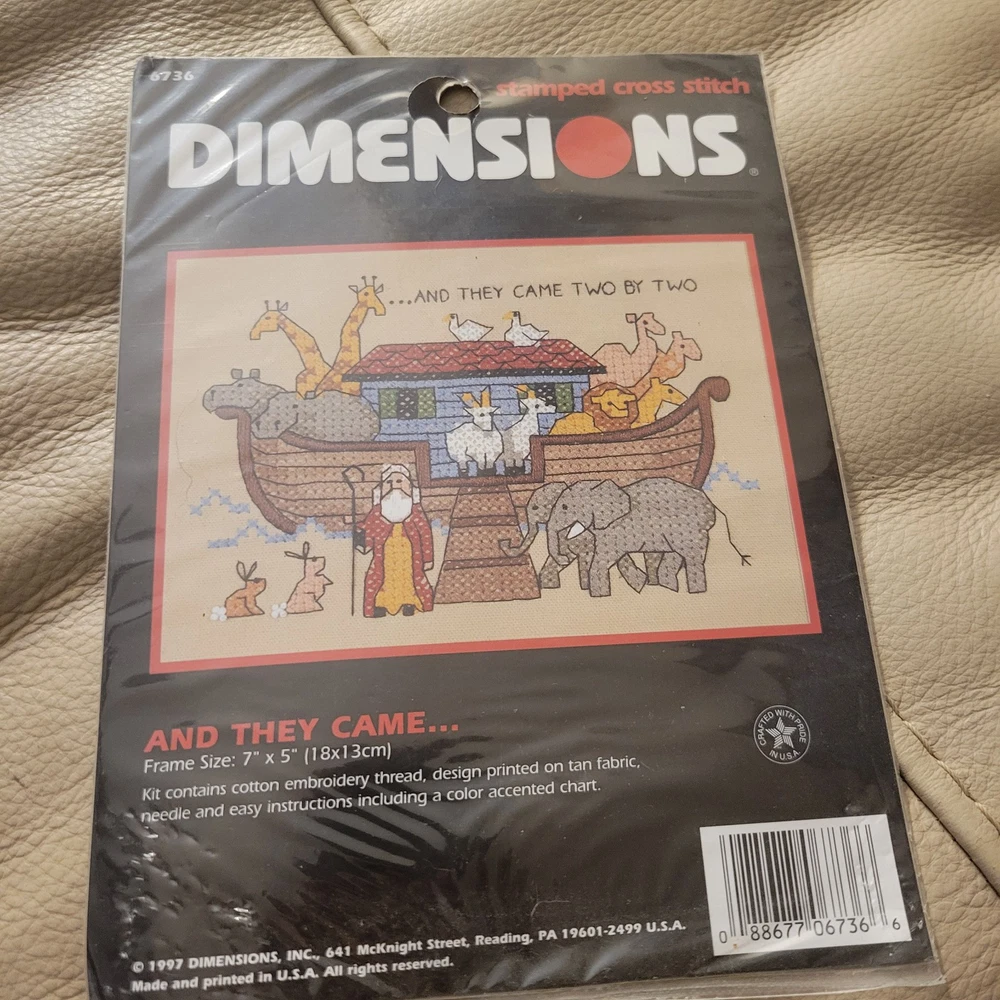 6736
stamped cross stitch
DIMENSIONS®
...AND THEY CAME TWO BY TWO
AND THEY CAME...
Frame Size: 7" x 5" (18x13cm)
Kit contains cotton embroidery thread, design printed on tan fabric,
needle and easy instructions including a color accented chart.
CRAFTED WITH PRIDE
IN U.S.A.
0 88677 06736 6
© 1997 DIMENSIONS, INC., 641 McKnight Street, Reading, PA 19601-2499 U.S.A.
Made and printed in U.S.A. All rights reserved.